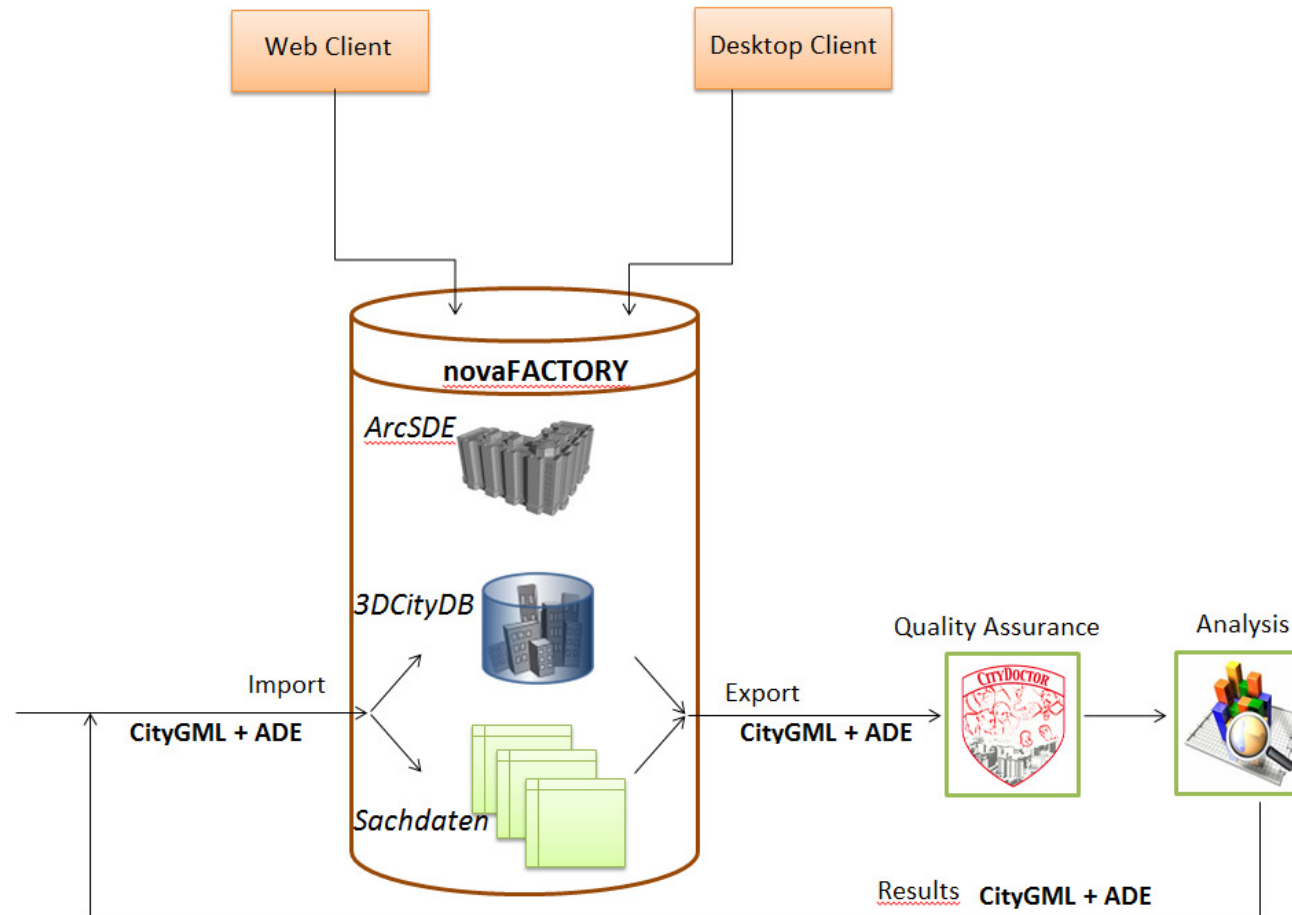 Web Client
Desktop Client
novaFACTORY
ArcSDE
3DCityDB
Quality Assurance
Analysis
CITYDOCTOR
Import
Export
CityGML + ADE
CityGML + ADE
Sachdaten
Results CityGML + ADE